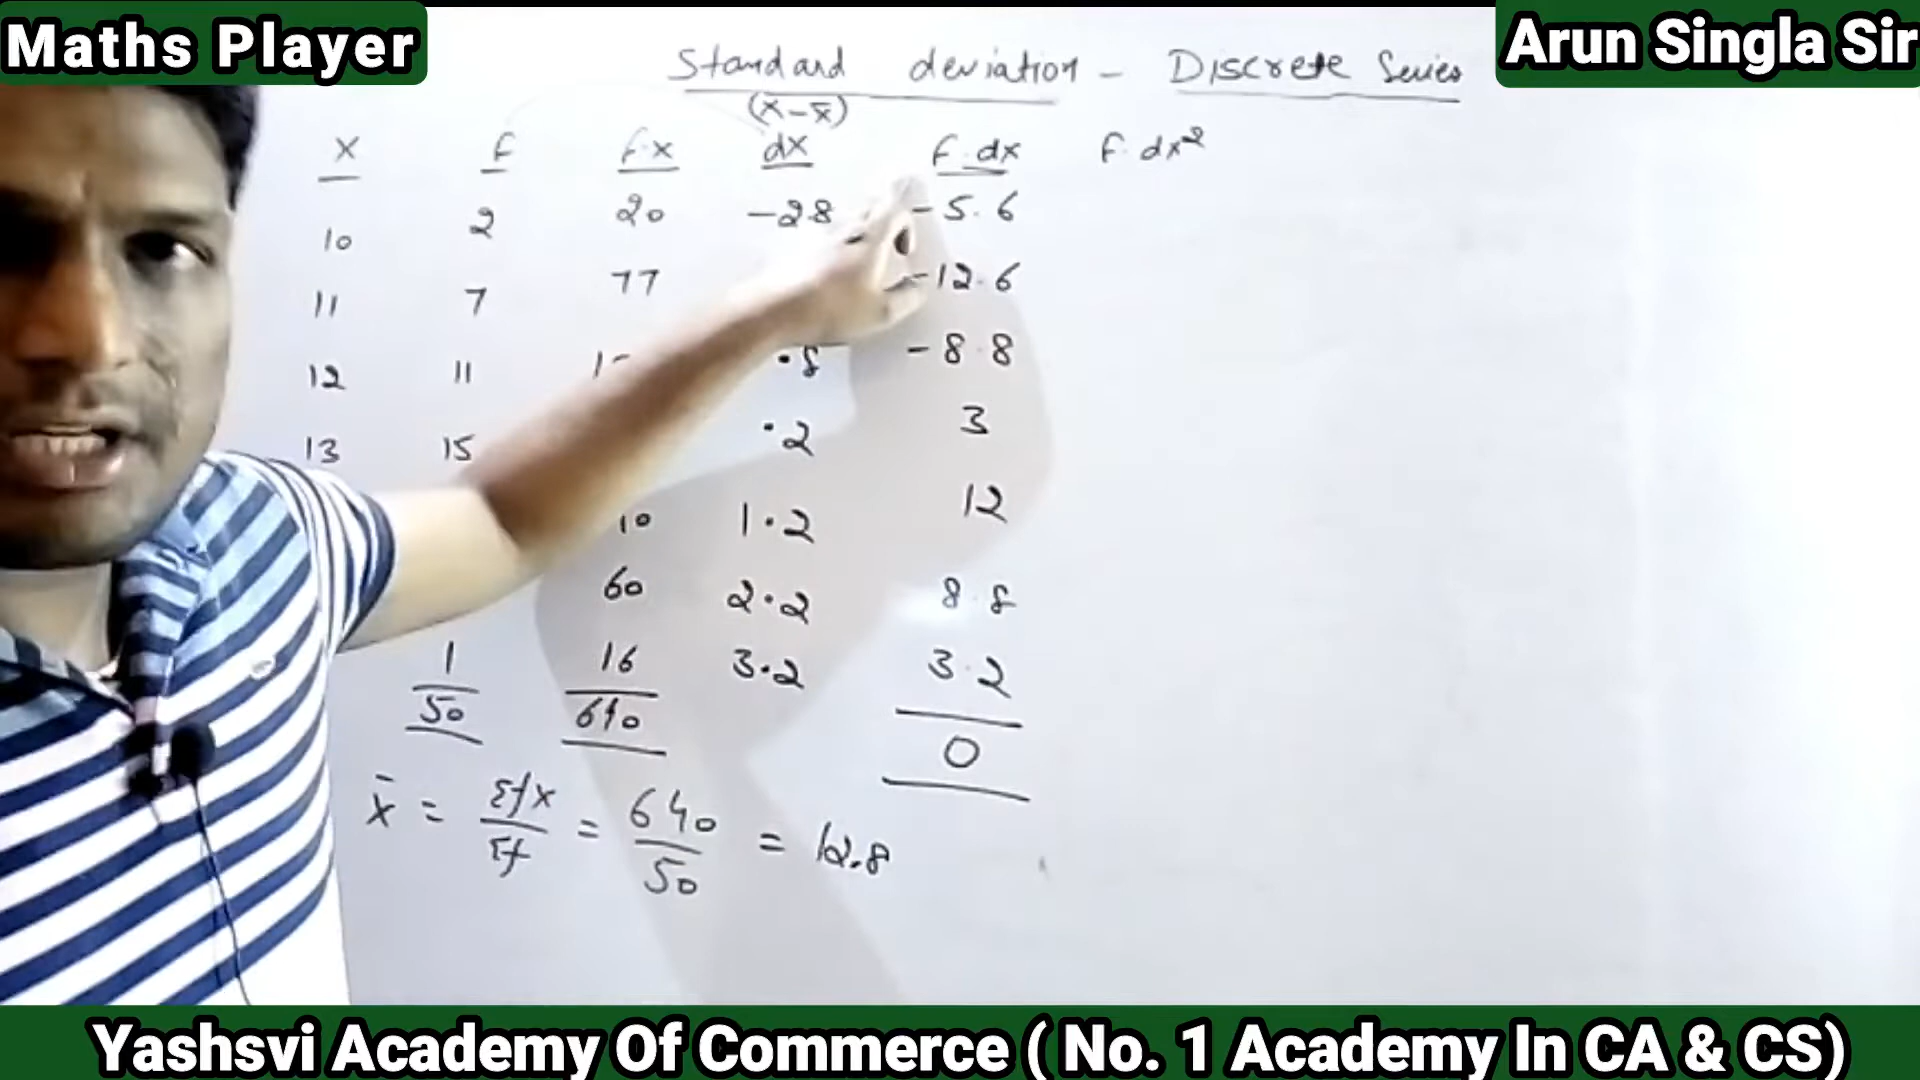 Maths Player
Arun Singla Sir
Standard deviation - Discrete Series
(x-x̄)
X f f.x dx f.dx f.dx²
10 2 20 -28 -5.6
11 7 77 -12.6
12 11 ·8 -8.8
13 15 ·2 3
10 1.2 12
60 2.2 8.8
1 16 3.2 3.2
50 640 0
x̄ = Σfx/Σf = 640/50 = 12.8
Yashsvi Academy Of Commerce ( No. 1 Academy In CA & CS)